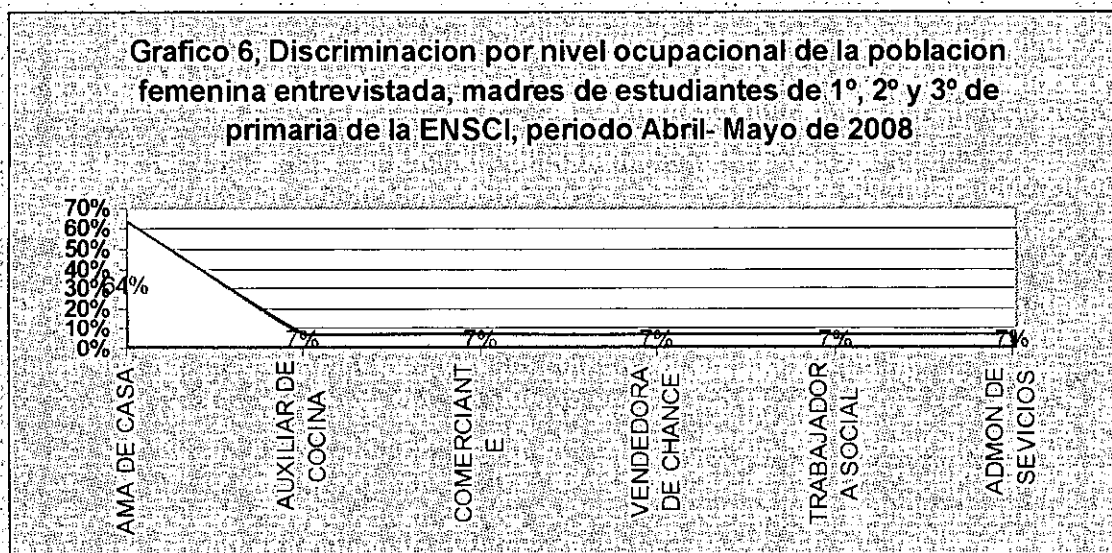 Grafico 6, Discriminacion por nivel ocupacional de la poblacion
femenina entrevistada, madres de estudiantes de 1º, 2º y 3º de
primaria de la ENSCI, periodo Abril- Mayo de 2008
70%
60%
50%
40%
30%
20%
10%
0%
64%
7%
7%
7%
7%
7%
AMA DE CASA
AUXILIAR DE
COCINA
COMERCIANT
E
VENDEDORA
DE CHANCE
TRABAJADOR
A SOCIAL
ADMON DE
SEVICIOS